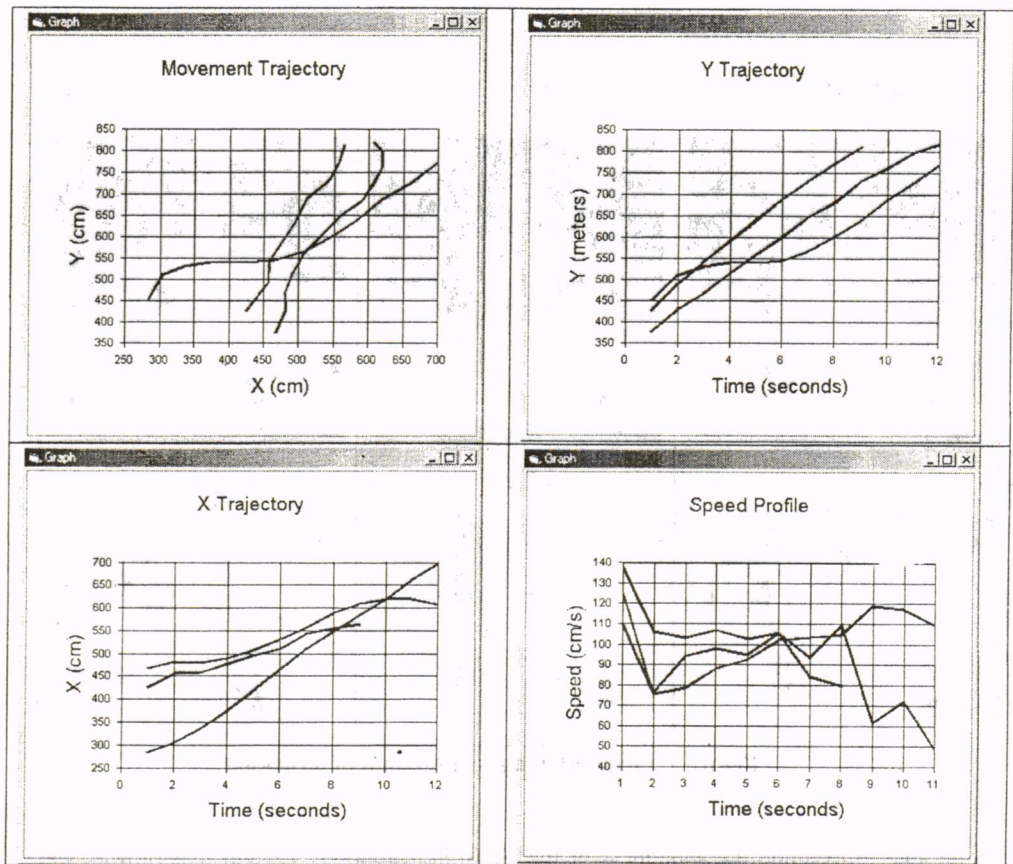 Graph
Movement Trajectory
Y (cm)
850
800
750
700
650
600
550
500
450
400
350
250 300 350 400 450 500 550 600 650 700
X (cm)
Graph
Y Trajectory
Y (meters)
850
800
750
700
650
600
550
500
450
400
350
0 2 4 6 8 10 12
Time (seconds)
Graph
X Trajectory
X (cm)
700
650
600
550
500
450
400
350
300
250
0 2 4 6 8 10 12
Time (seconds)
Graph
Speed Profile
Speed (cm/s)
140
130
120
110
100
90
80
70
60
50
40
1 2 3 4 5 6 7 8 9 10 11
Time (seconds)